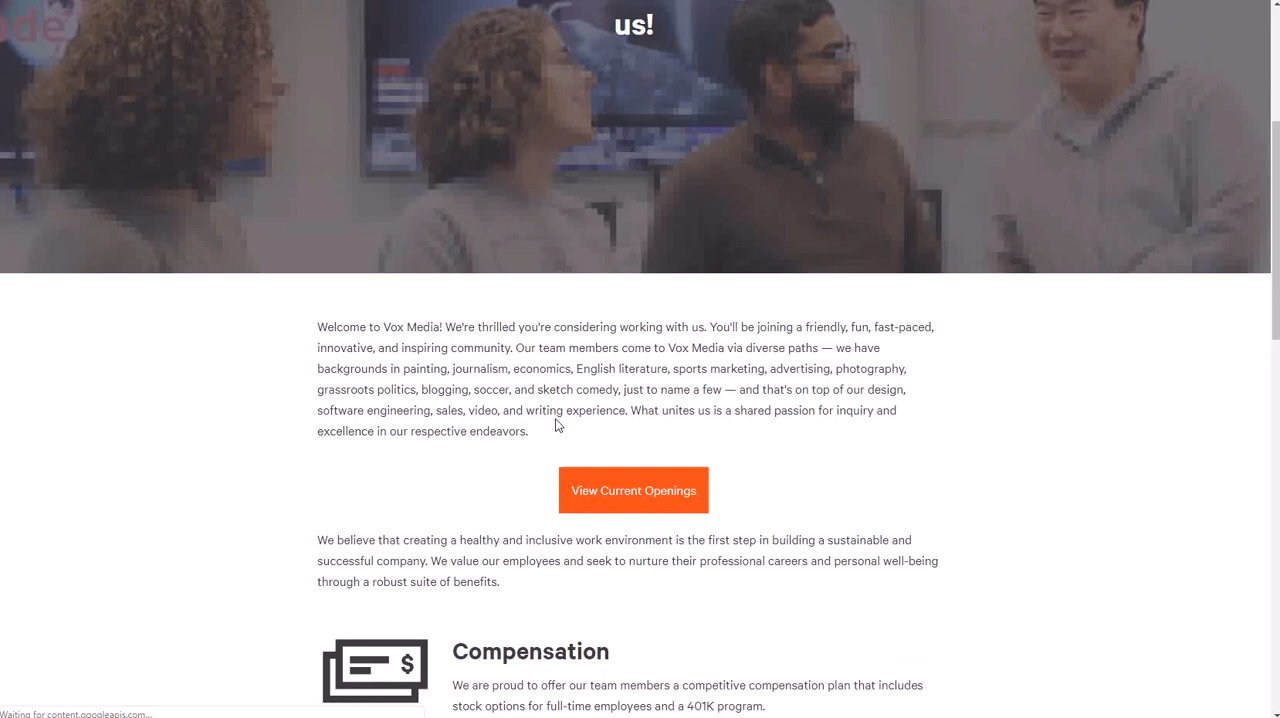 ode
us!
Welcome to Vox Media! We're thrilled you're considering working with us. You'll be joining a friendly, fun, fast-paced,
innovative, and inspiring community. Our team members come to Vox Media via diverse paths — we have
backgrounds in painting, journalism, economics, English literature, sports marketing, advertising, photography,
grassroots politics, blogging, soccer, and sketch comedy, just to name a few — and that's on top of our design,
software engineering, sales, video, and writing experience. What unites us is a shared passion for inquiry and
excellence in our respective endeavors.
View Current Openings
We believe that creating a healthy and inclusive work environment is the first step in building a sustainable and
successful company. We value our employees and seek to nurture their professional careers and personal well-being
through a robust suite of benefits.
$
Compensation
We are proud to offer our team members a competitive compensation plan that includes
stock options for full-time employees and a 401K program.
Waiting for content.googleapis.com...